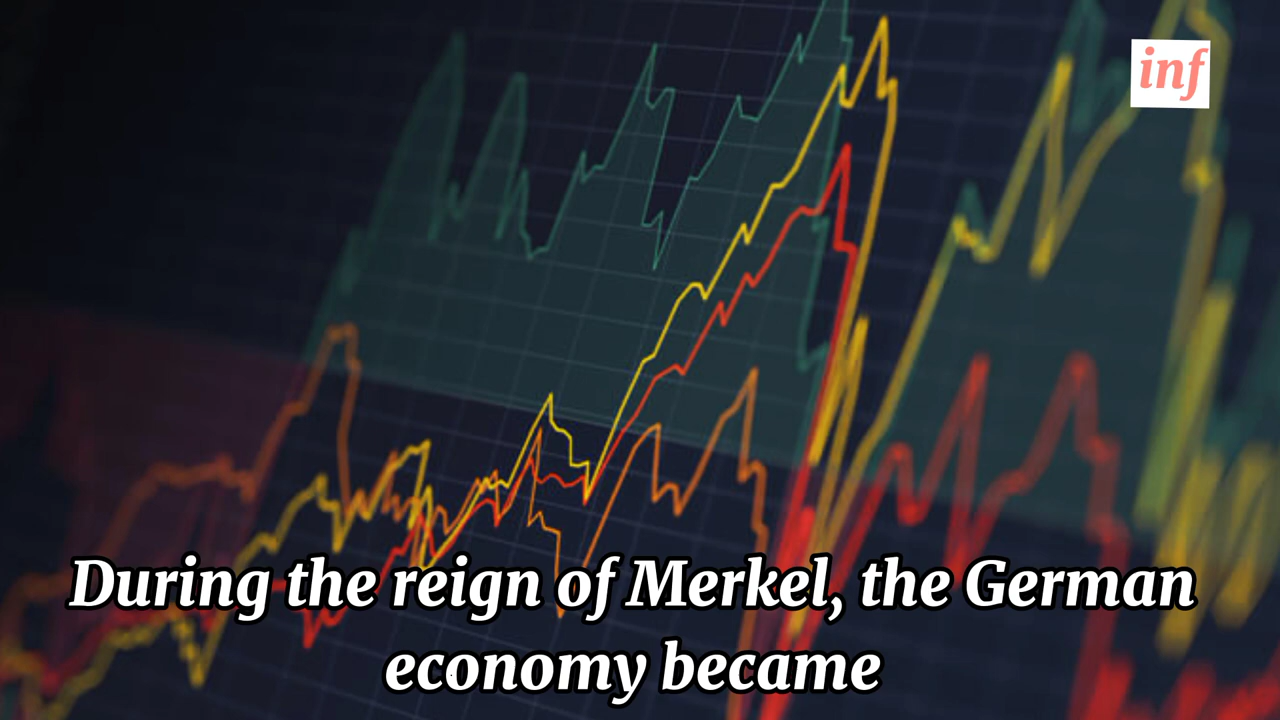 inf
During the reign of Merkel, the German
economy became